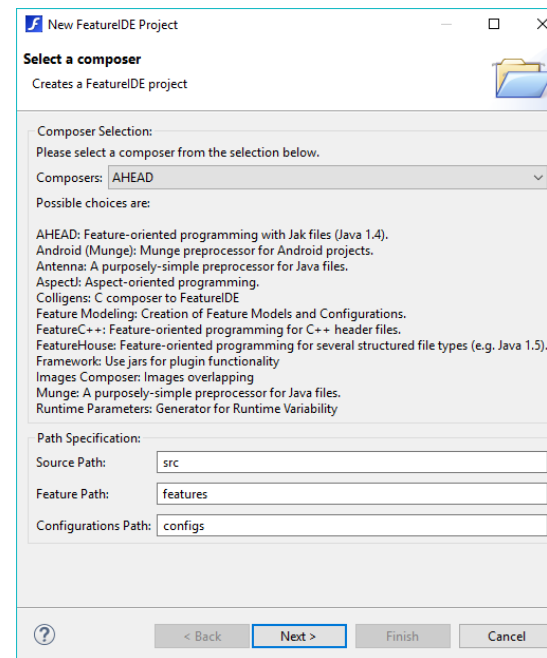 New FeatureIDE Project
Select a composer
Creates a FeatureIDE project
Composer Selection:
Please select a composer from the selection below.
Composers: AHEAD
Possible choices are:
AHEAD: Feature-oriented programming with Jak files (Java 1.4).
Android (Munge): Munge preprocessor for Android projects.
Antenna: A purposely-simple preprocessor for Java files.
AspectJ: Aspect-oriented programming.
Colligens: C composer to FeatureIDE
Feature Modeling: Creation of Feature Models and Configurations.
FeatureC++: Feature-oriented programming for C++ header files.
FeatureHouse: Feature-oriented programming for several structured file types (e.g. Java 1.5).
Framework: Use jars for plugin functionality
Images Composer: Images overlapping
Munge: A purposely-simple preprocessor for Java files.
Runtime Parameters: Generator for Runtime Variability
Path Specification:
Source Path: src
Feature Path: features
Configurations Path: configs
? < Back Next > Finish Cancel